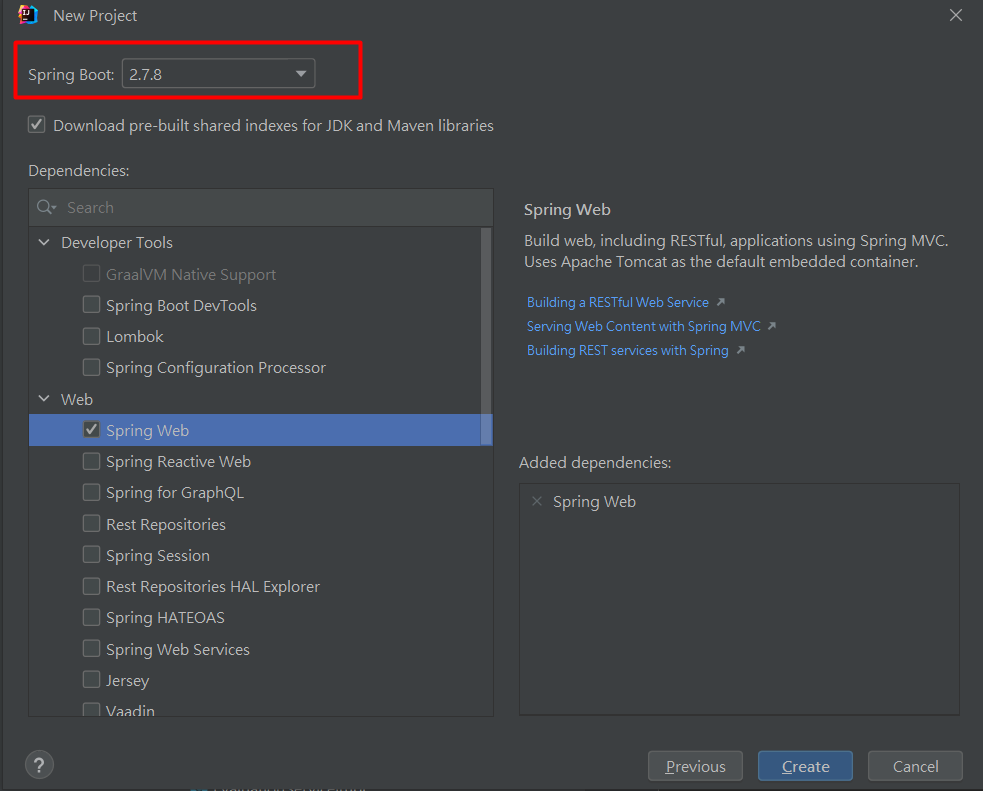 New Project
Spring Boot: 2.7.8
Download pre-built shared indexes for JDK and Maven libraries
Dependencies:
Search
Developer Tools
GraalVM Native Support
Spring Boot DevTools
Lombok
Spring Configuration Processor
Web
Spring Web
Spring Reactive Web
Spring for GraphQL
Rest Repositories
Spring Session
Rest Repositories HAL Explorer
Spring HATEOAS
Spring Web Services
Jersey
Vaadin
Spring Web
Build web, including RESTful, applications using Spring MVC.
Uses Apache Tomcat as the default embedded container.
Building a RESTful Web Service
Serving Web Content with Spring MVC
Building REST services with Spring
Added dependencies:
Spring Web
?
Previous
Create
Cancel